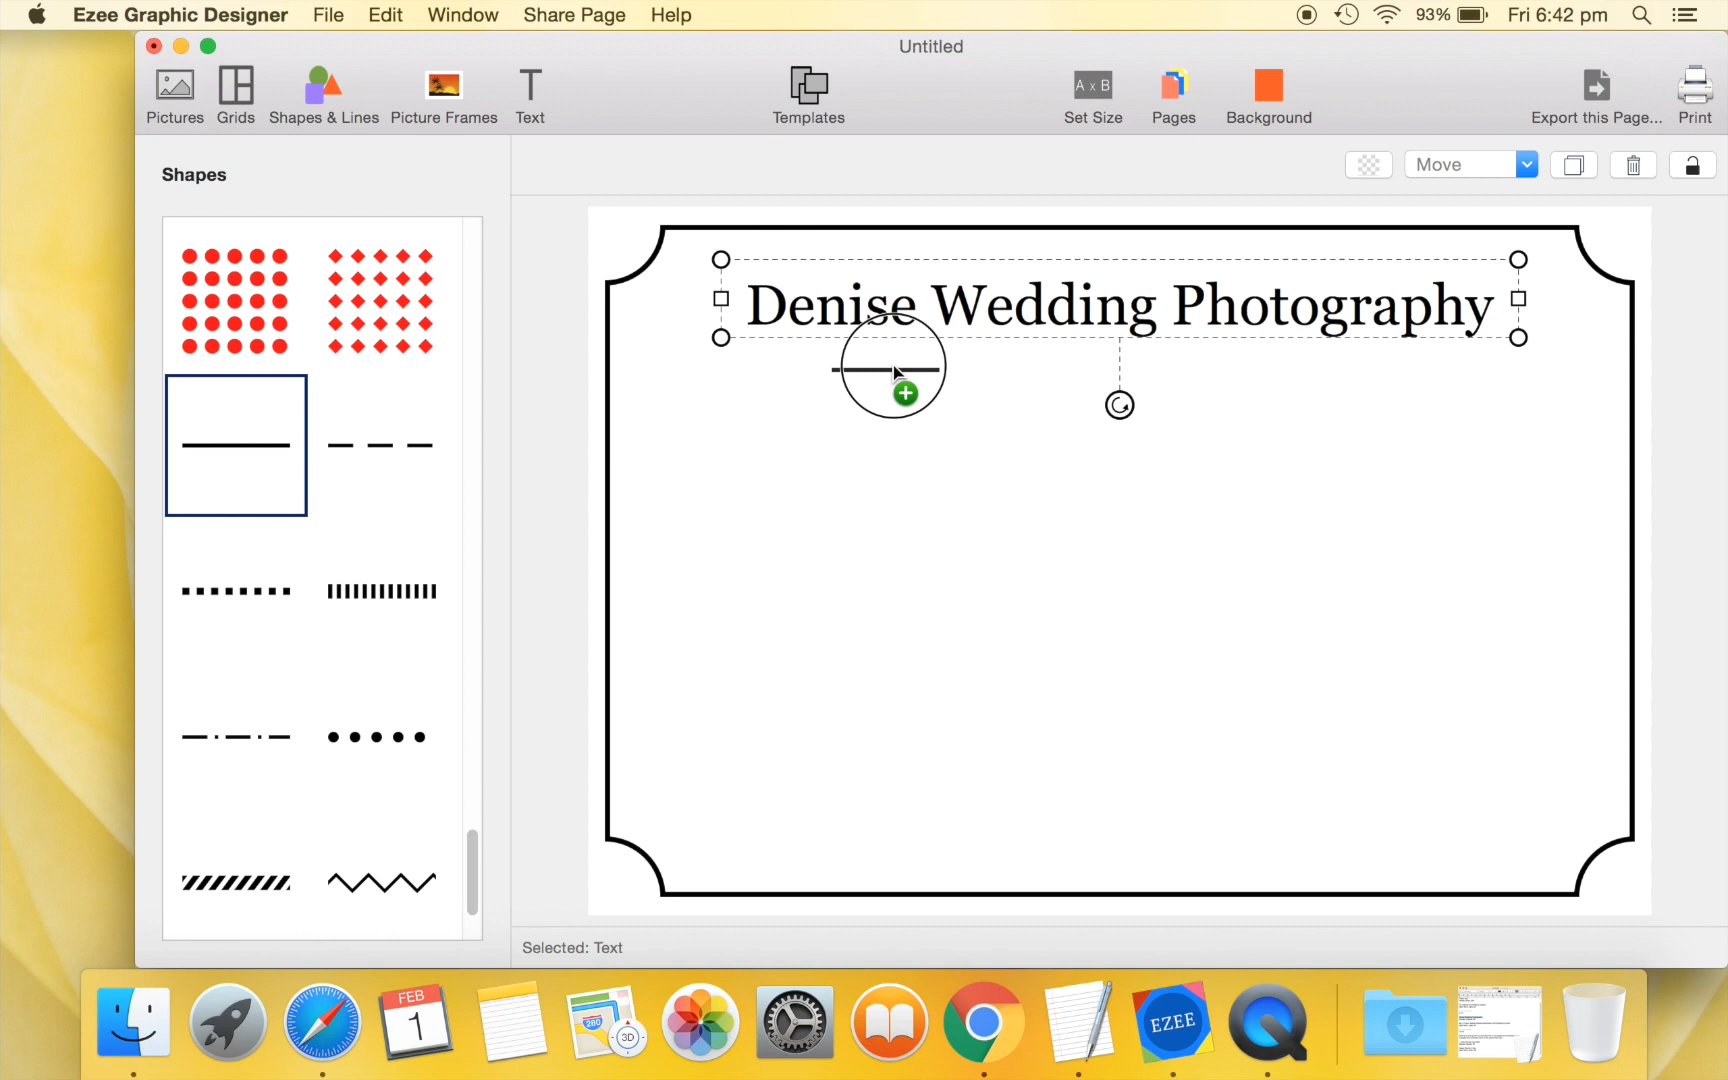 Ezee Graphic Designer File Edit Window Share Page Help 93% Fri 6:42 pm
Untitled
Pictures Grids Shapes & Lines Picture Frames Text Templates A x B Set Size Pages Background Export this Page... Print
Shapes
Move
Denise Wedding Photography
Selected: Text
FEB
1
280
3D
EZEE